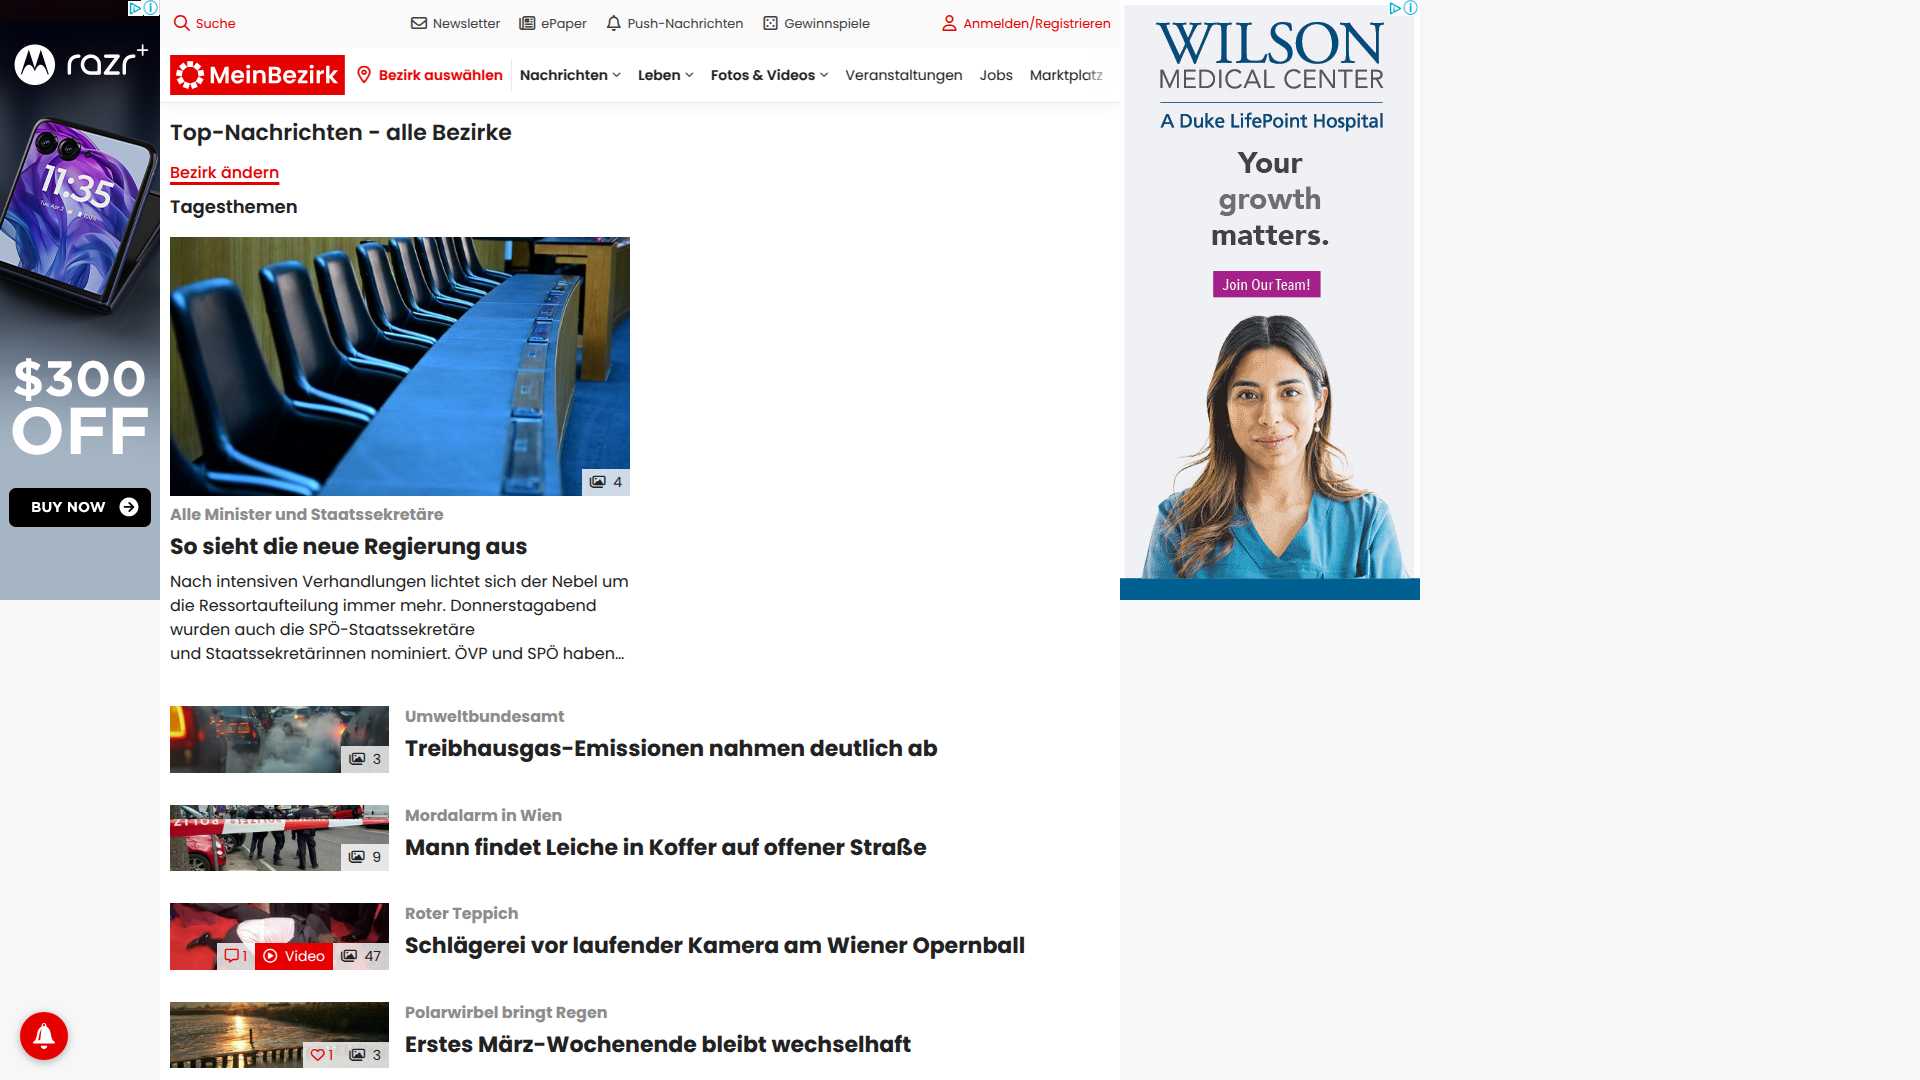 Suche
Newsletter
ePaper
Push-Nachrichten
Gewinnspiele
Anmelden/Registrieren
MeinBezirk
Bezirk auswählen
Nachrichten
Leben
Fotos & Videos
Veranstaltungen
Jobs
Marktplatz
razr+
11:35
$300
OFF
BUY NOW
Top-Nachrichten - alle Bezirke
Bezirk ändern
Tagesthemen
4
Alle Minister und Staatssekretäre
So sieht die neue Regierung aus
Nach intensiven Verhandlungen lichtet sich der Nebel um
die Ressortaufteilung immer mehr. Donnerstagabend
wurden auch die SPÖ-Staatssekretäre
und Staatssekretärinnen nominiert. ÖVP und SPÖ haben...
3
Umweltbundesamt
Treibhausgas-Emissionen nahmen deutlich ab
9
Mordalarm in Wien
Mann findet Leiche in Koffer auf offener Straße
1
Video
47
Roter Teppich
Schlägerei vor laufender Kamera am Wiener Opernball
1
3
Polarwirbel bringt Regen
Erstes März-Wochenende bleibt wechselhaft
WILSON
MEDICAL CENTER
A Duke LifePoint Hospital
Your
growth
matters.
Join Our Team!